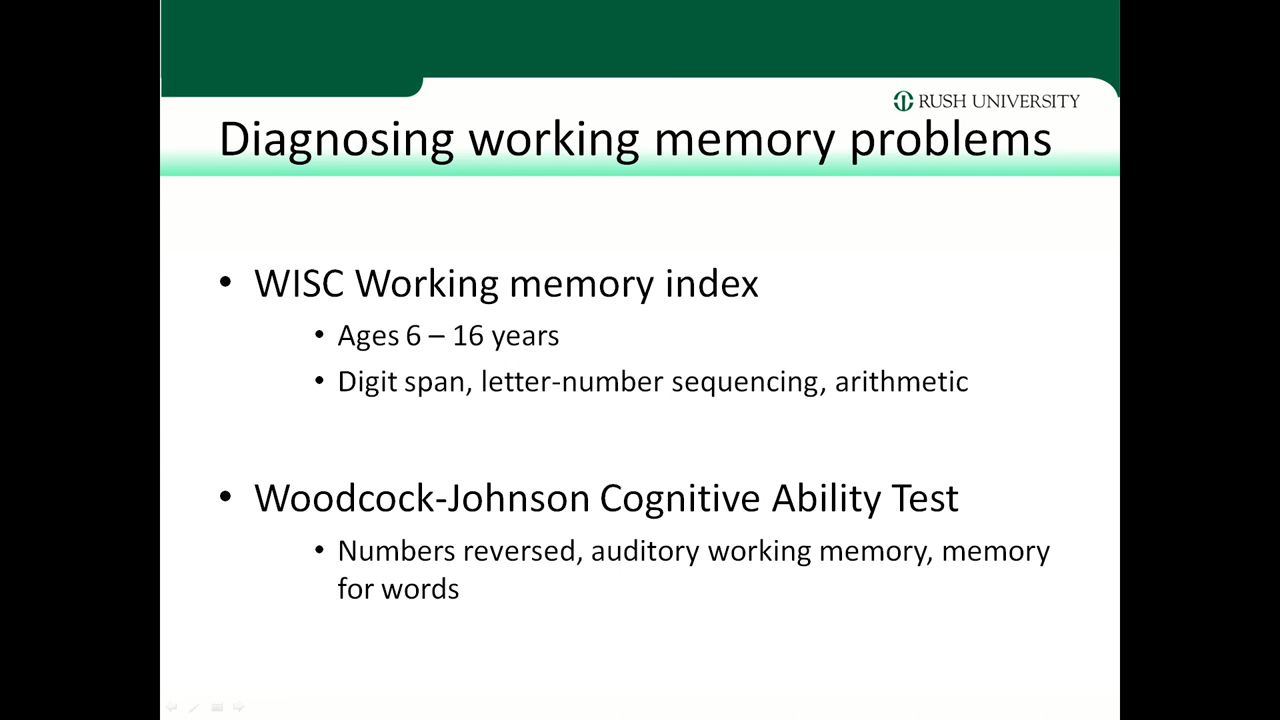 RUSH UNIVERSITY
Diagnosing working memory problems
• WISC Working memory index
• Ages 6 – 16 years
• Digit span, letter-number sequencing, arithmetic
• Woodcock-Johnson Cognitive Ability Test
• Numbers reversed, auditory working memory, memory
for words